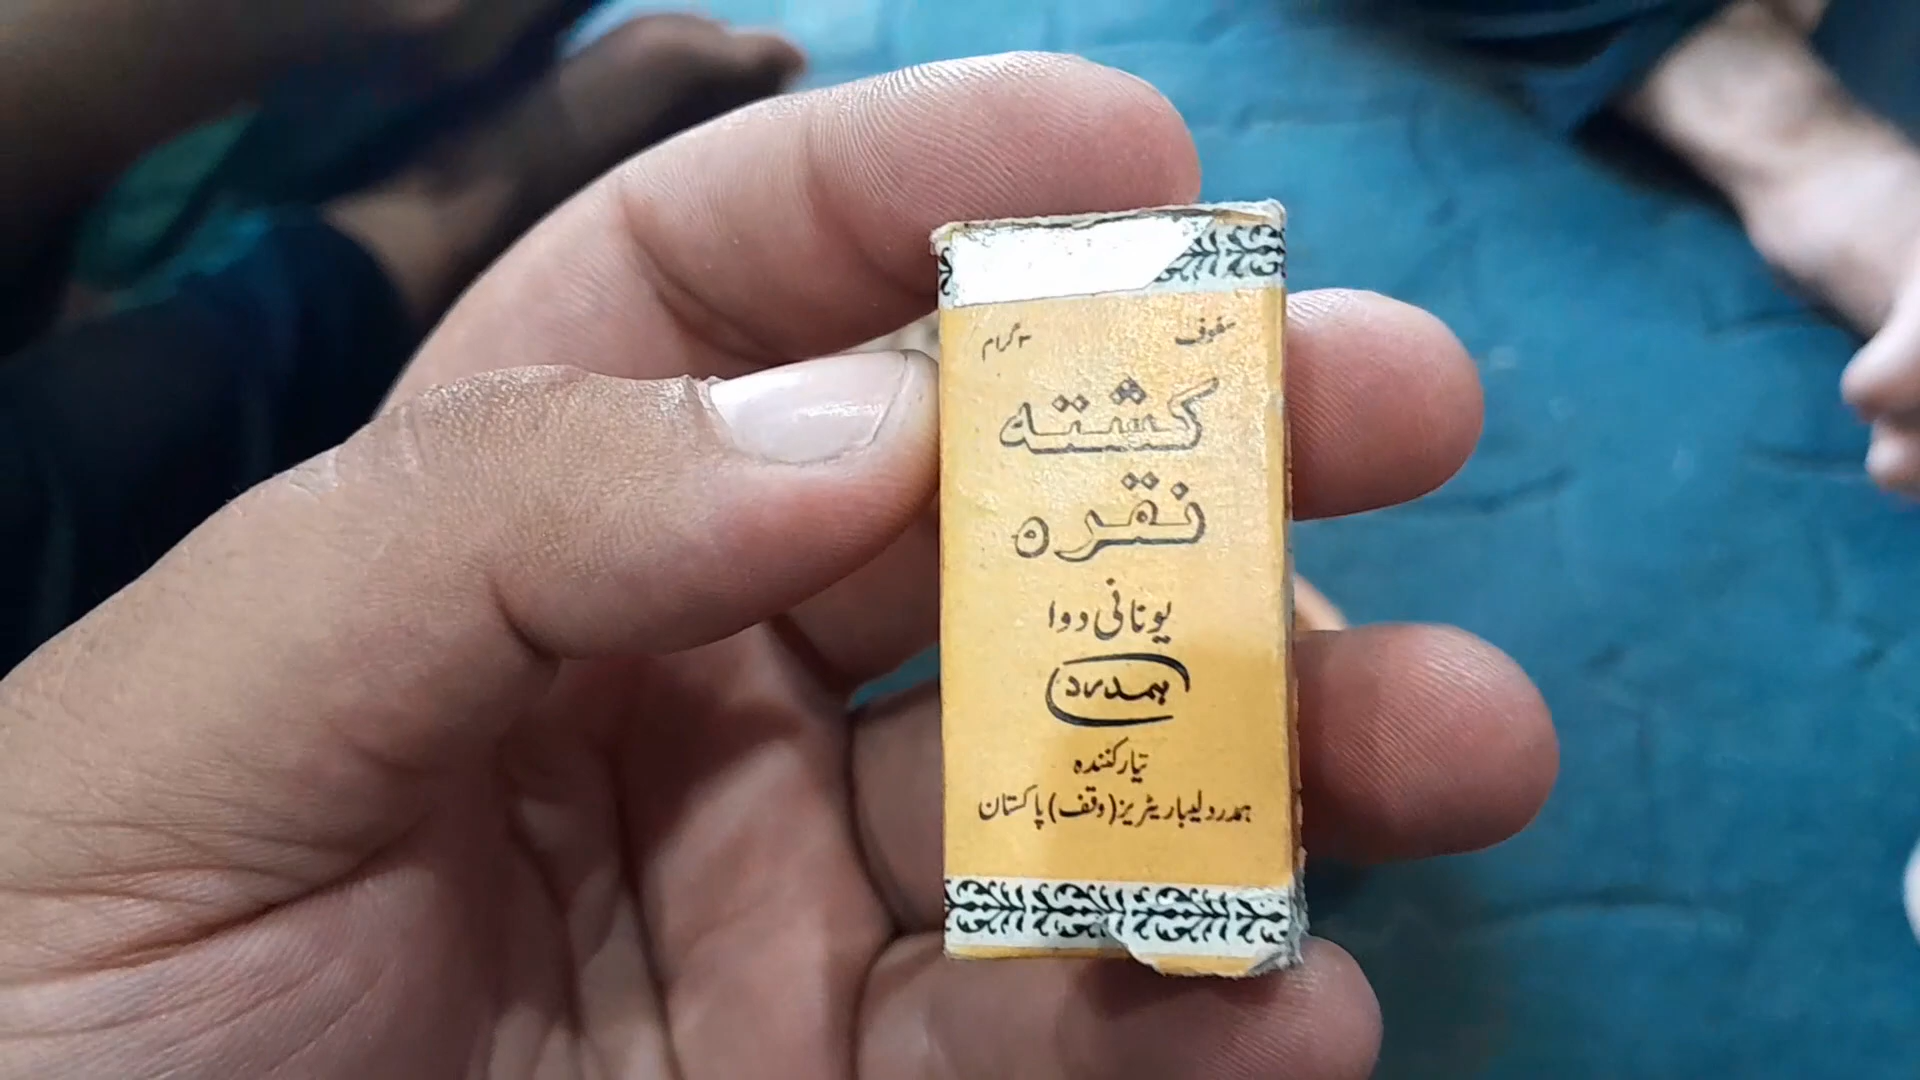 سفوف ۳ گرام
کشتہ
نقرہ
یونانی دوا
ہمدرد
تیار کنندہ
ہمدرد لیبارٹریز (وقف) پاکستان